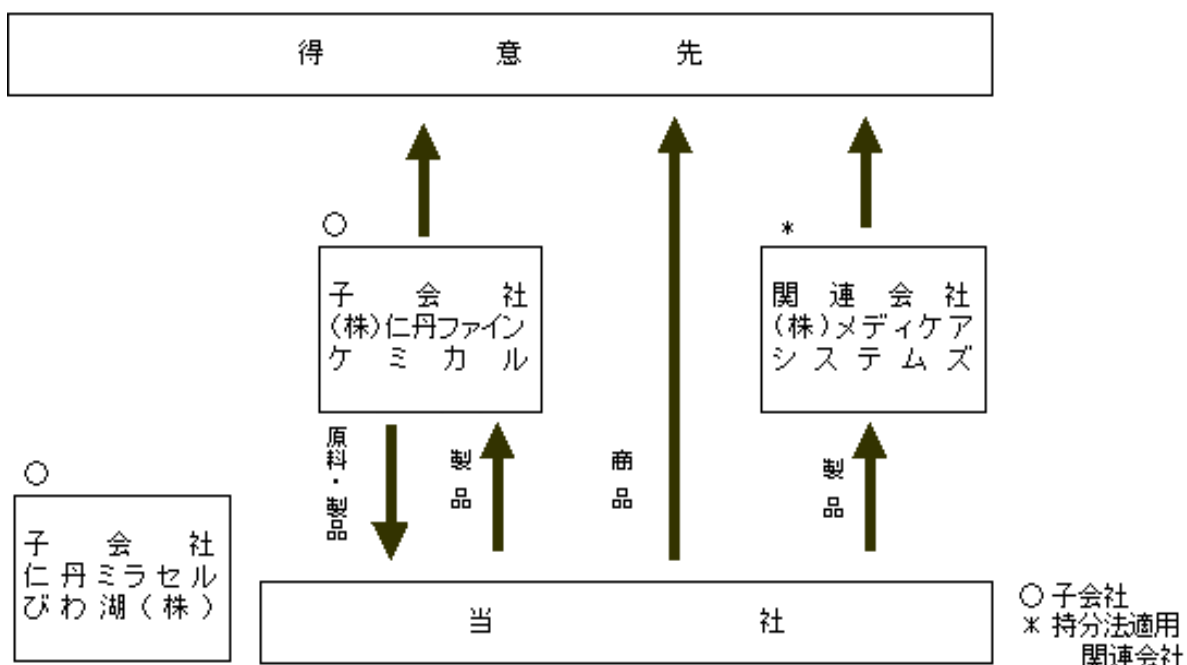 得意先
○
*
子会社
(株)仁丹ファイン
ケミカル
関連会社
(株)メディケア
システムズ
原料・製品
製品
商品
製品
○
子会社
仁丹ミラセル
びわ湖(株)
当社
○ 子会社
* 持分法適用
関連会社